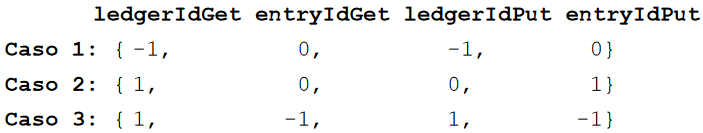 ledgerIdGet entryIdGet ledgerIdPut entryIdPut
Caso 1: { -1, 0, -1, 0}
Caso 2: { 1, 0, 0, 1}
Caso 3: { 1, -1, 1, -1}